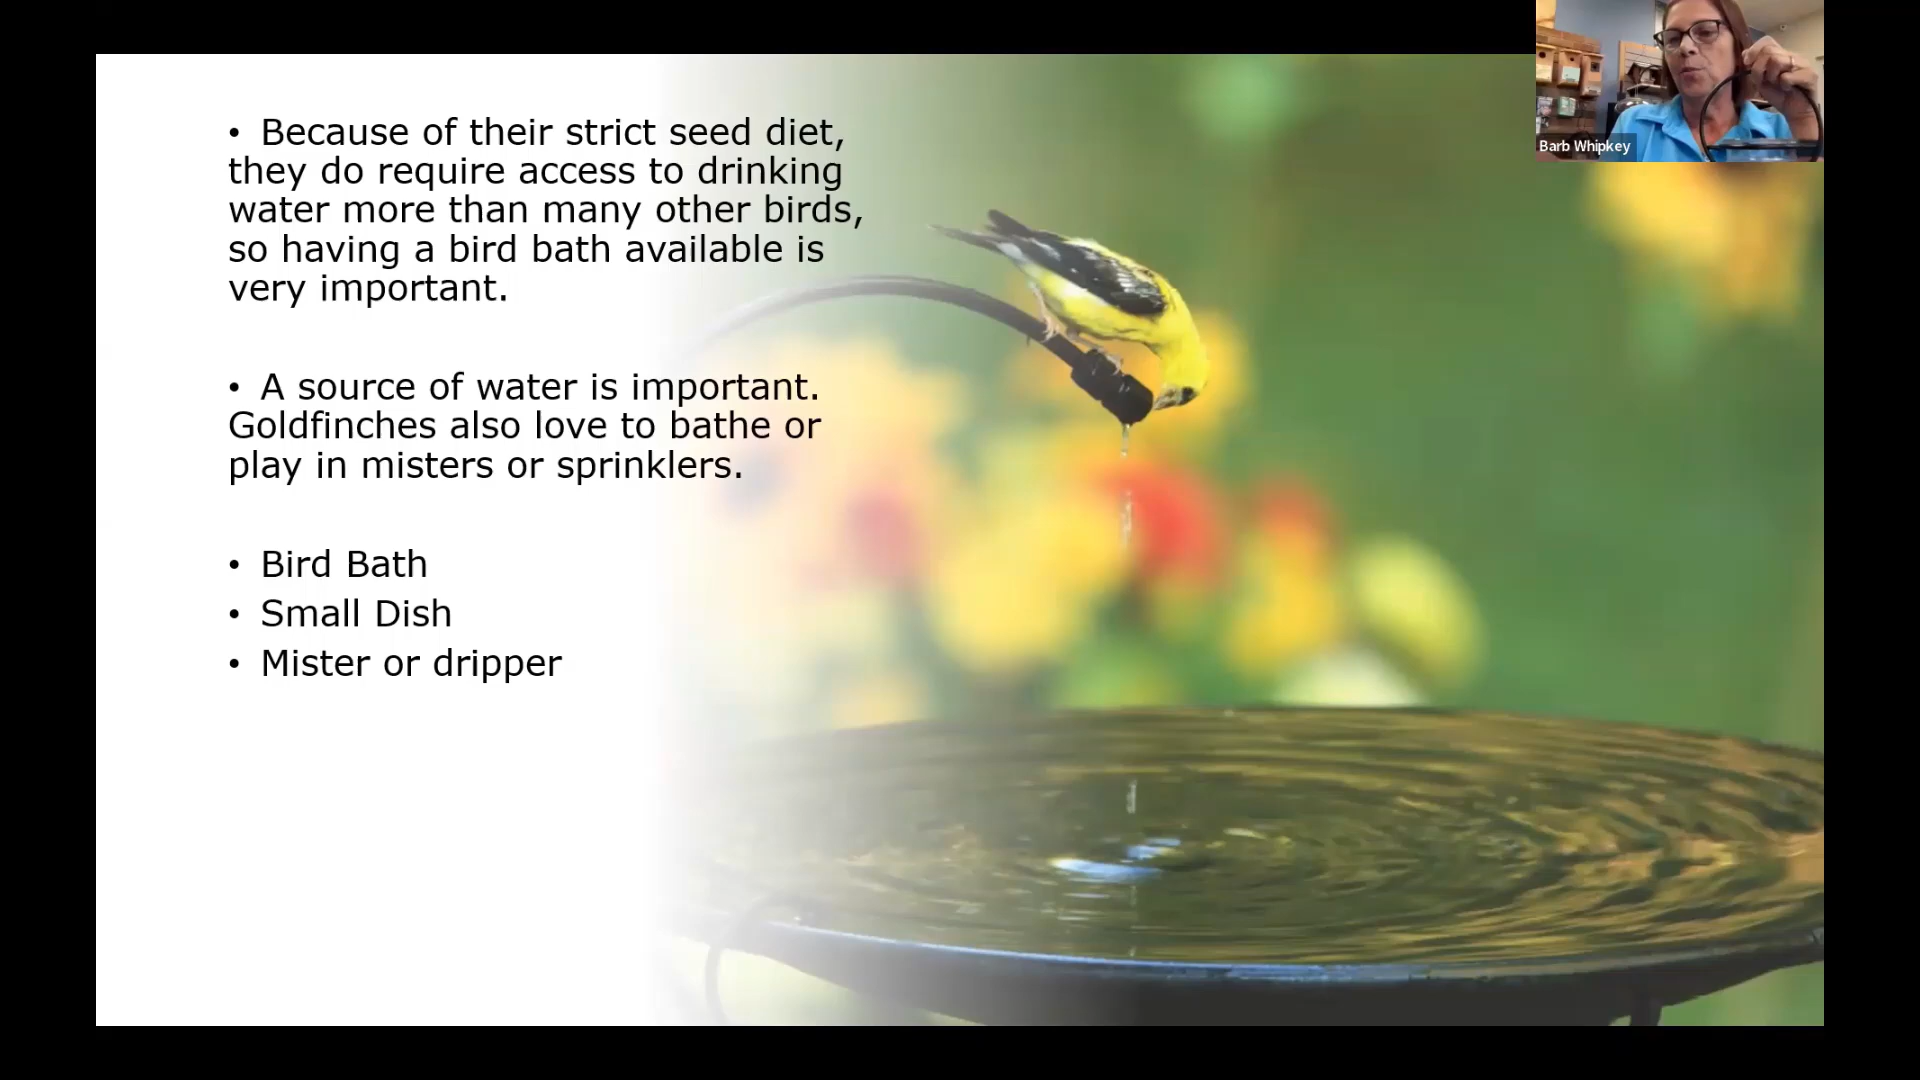 • Because of their strict seed diet,
they do require access to drinking
water more than many other birds,
so having a bird bath available is
very important.
• A source of water is important.
Goldfinches also love to bathe or
play in misters or sprinklers.
• Bird Bath
• Small Dish
• Mister or dripper
Barb Whipkey